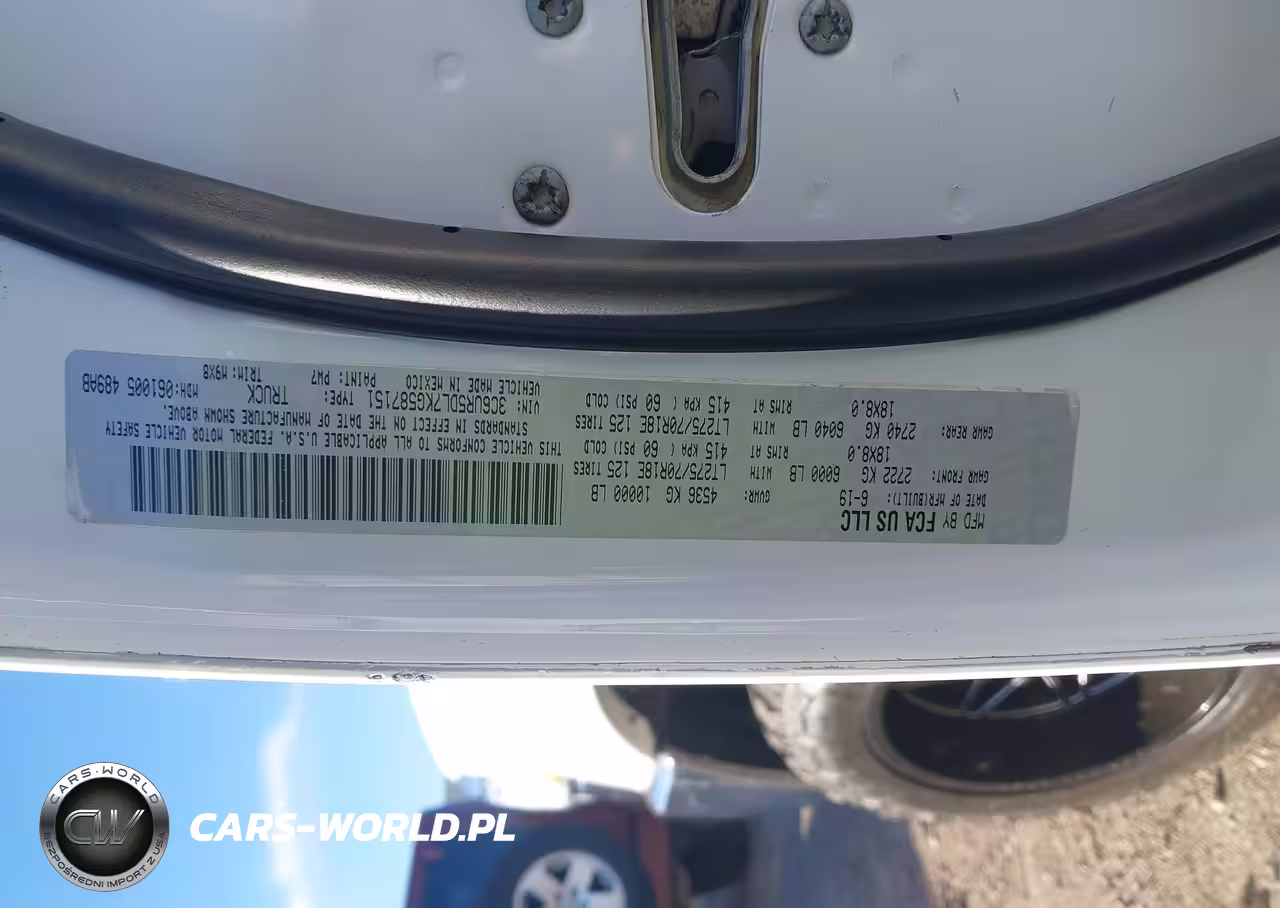 MFD BY FCA US LLC
DATE OF MFR(BUILT): 6-19
GVWR: 4536 KG 10000 LB
GAWR FRONT: 2722 KG 6000 LB WITH LT275/70R18E 125 TIRES
18X8.0 RIMS AT 415 KPA ( 60 PSI) COLD
GAWR REAR: 2740 KG 6040 LB WITH LT275/70R18E 125 TIRES
18X8.0 RIMS AT 415 KPA ( 60 PSI) COLD
THIS VEHICLE CONFORMS TO ALL APPLICABLE U.S.A. FEDERAL MOTOR VEHICLE SAFETY
STANDARDS IN EFFECT ON THE DATE OF MANUFACTURE SHOWN ABOVE.
VIN: 3C6UR5DL7KG587151 TYPE: TRUCK MDH:061005 489AB
VEHICLE MADE IN MEXICO PAINT: PW7 TRIM:M9X8
CARS-WORLD
CW
BEZPOŚREDNI IMPORT Z USA
CARS-WORLD.PL